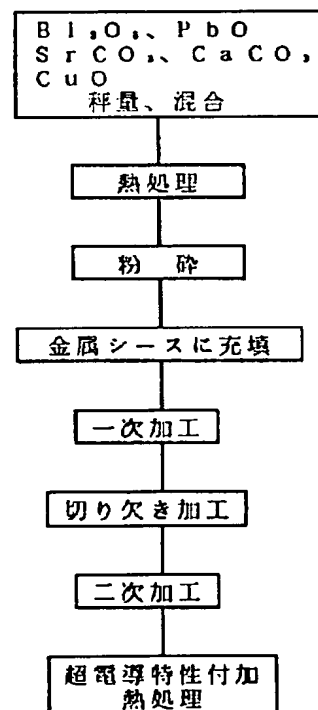 Bi₂O₃、PbO
SrCO₃、CaCO₃
CuO
秤量、混合
熱処理
粉 砕
金属シースに充填
一次加工
切り欠き加工
二次加工
超電導特性付加
熱処理